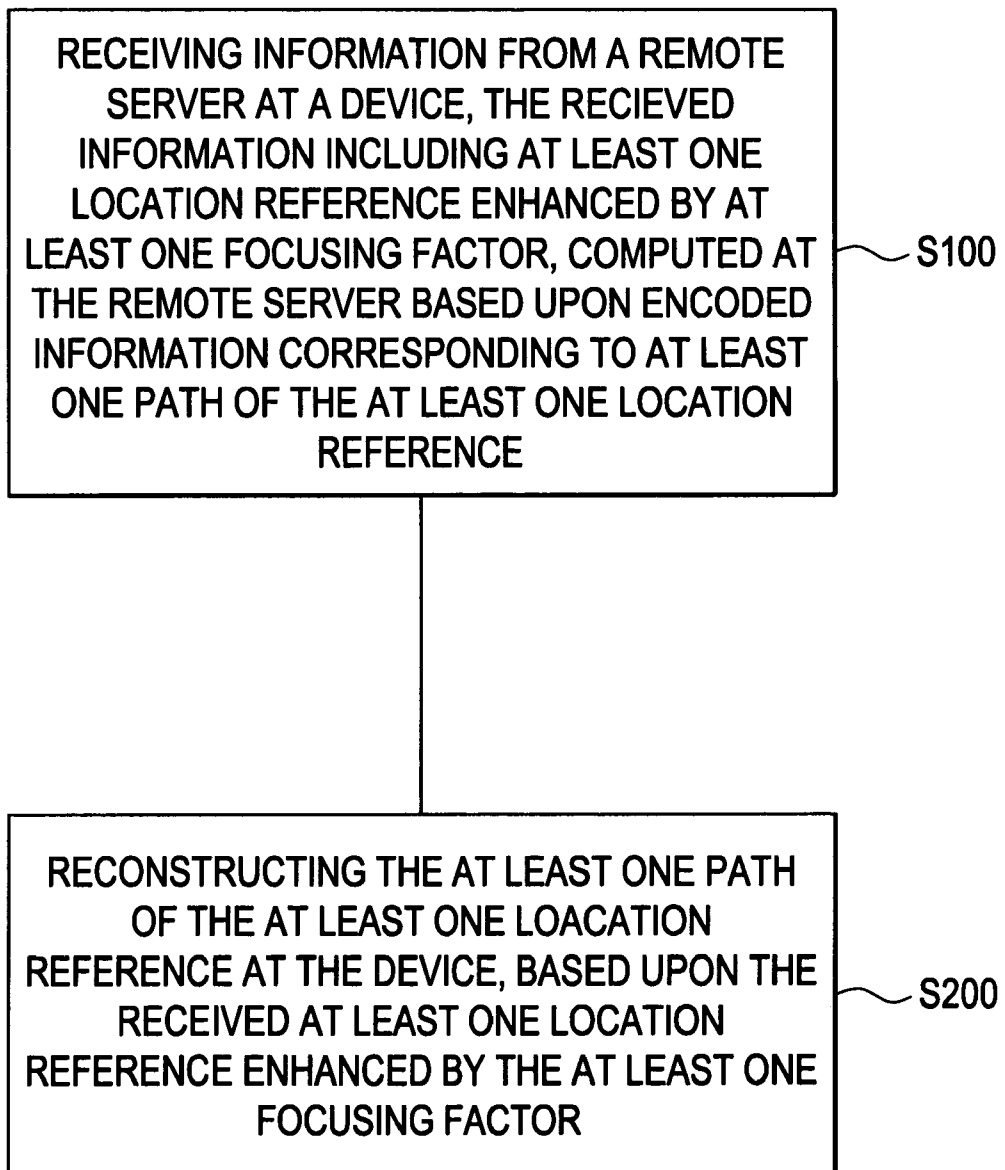 RECEIVING INFORMATION FROM A REMOTE
SERVER AT A DEVICE, THE RECIEVED
INFORMATION INCLUDING AT LEAST ONE
LOCATION REFERENCE ENHANCED BY AT
LEAST ONE FOCUSING FACTOR, COMPUTED AT
THE REMOTE SERVER BASED UPON ENCODED
INFORMATION CORRESPONDING TO AT LEAST
ONE PATH OF THE AT LEAST ONE LOCATION
REFERENCE
S100
RECONSTRUCTING THE AT LEAST ONE PATH
OF THE AT LEAST ONE LOACATION
REFERENCE AT THE DEVICE, BASED UPON THE
RECEIVED AT LEAST ONE LOCATION
REFERENCE ENHANCED BY THE AT LEAST ONE
FOCUSING FACTOR
S200